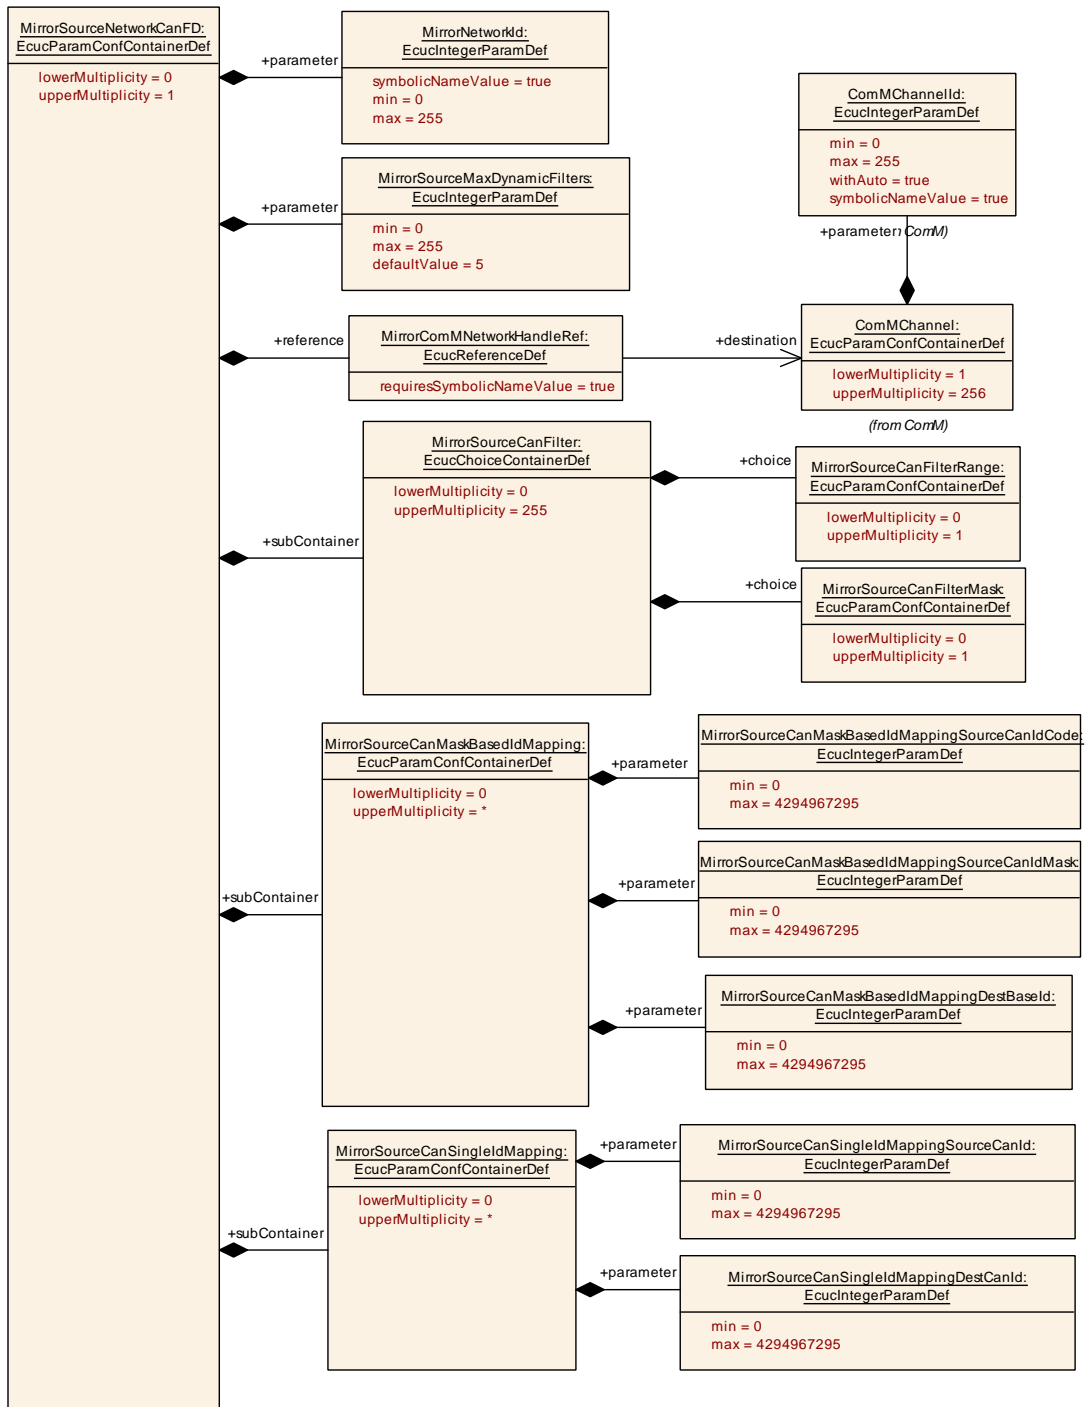 MirrorSourceNetworkCanFD:
EcucParamConfContainerDef
lowerMultiplicity = 0
upperMultiplicity = 1
+parameter
MirrorNetworkId:
EcucIntegerParamDef
symbolicNameValue = true
min = 0
max = 255
ComMChannelId:
EcucIntegerParamDef
min = 0
max = 255
withAuto = true
symbolicNameValue = true
+parameter
ComM)
+parameter
MirrorSourceMaxDynamicFilters:
EcucIntegerParamDef
min = 0
max = 255
defaultValue = 5
+reference
MirrorComMNetworkHandleRef:
EcucReferenceDef
requiresSymbolicNameValue = true
+destination
ComMChannel:
EcucParamConfContainerDef
lowerMultiplicity = 1
upperMultiplicity = 256
(from ComM)
+subContainer
MirrorSourceCanFilter:
EcucChoiceContainerDef
lowerMultiplicity = 0
upperMultiplicity = 255
+choice
MirrorSourceCanFilterRange:
EcucParamConfContainerDef
lowerMultiplicity = 0
upperMultiplicity = 1
+choice
MirrorSourceCanFilterMask:
EcucParamConfContainerDef
lowerMultiplicity = 0
upperMultiplicity = 1
+subContainer
MirrorSourceCanMaskBasedIdMapping:
EcucParamConfContainerDef
lowerMultiplicity = 0
upperMultiplicity = *
+parameter
MirrorSourceCanMaskBasedIdMappingSourceCanIdCode:
EcucIntegerParamDef
min = 0
max = 4294967295
+parameter
MirrorSourceCanMaskBasedIdMappingSourceCanIdMask:
EcucIntegerParamDef
min = 0
max = 4294967295
+parameter
MirrorSourceCanMaskBasedIdMappingDestBaseId:
EcucIntegerParamDef
min = 0
max = 4294967295
+subContainer
MirrorSourceCanSingleIdMapping:
EcucParamConfContainerDef
lowerMultiplicity = 0
upperMultiplicity = *
+parameter
MirrorSourceCanSingleIdMappingSourceCanId:
EcucIntegerParamDef
min = 0
max = 4294967295
+parameter
MirrorSourceCanSingleIdMappingDestCanId:
EcucIntegerParamDef
min = 0
max = 4294967295